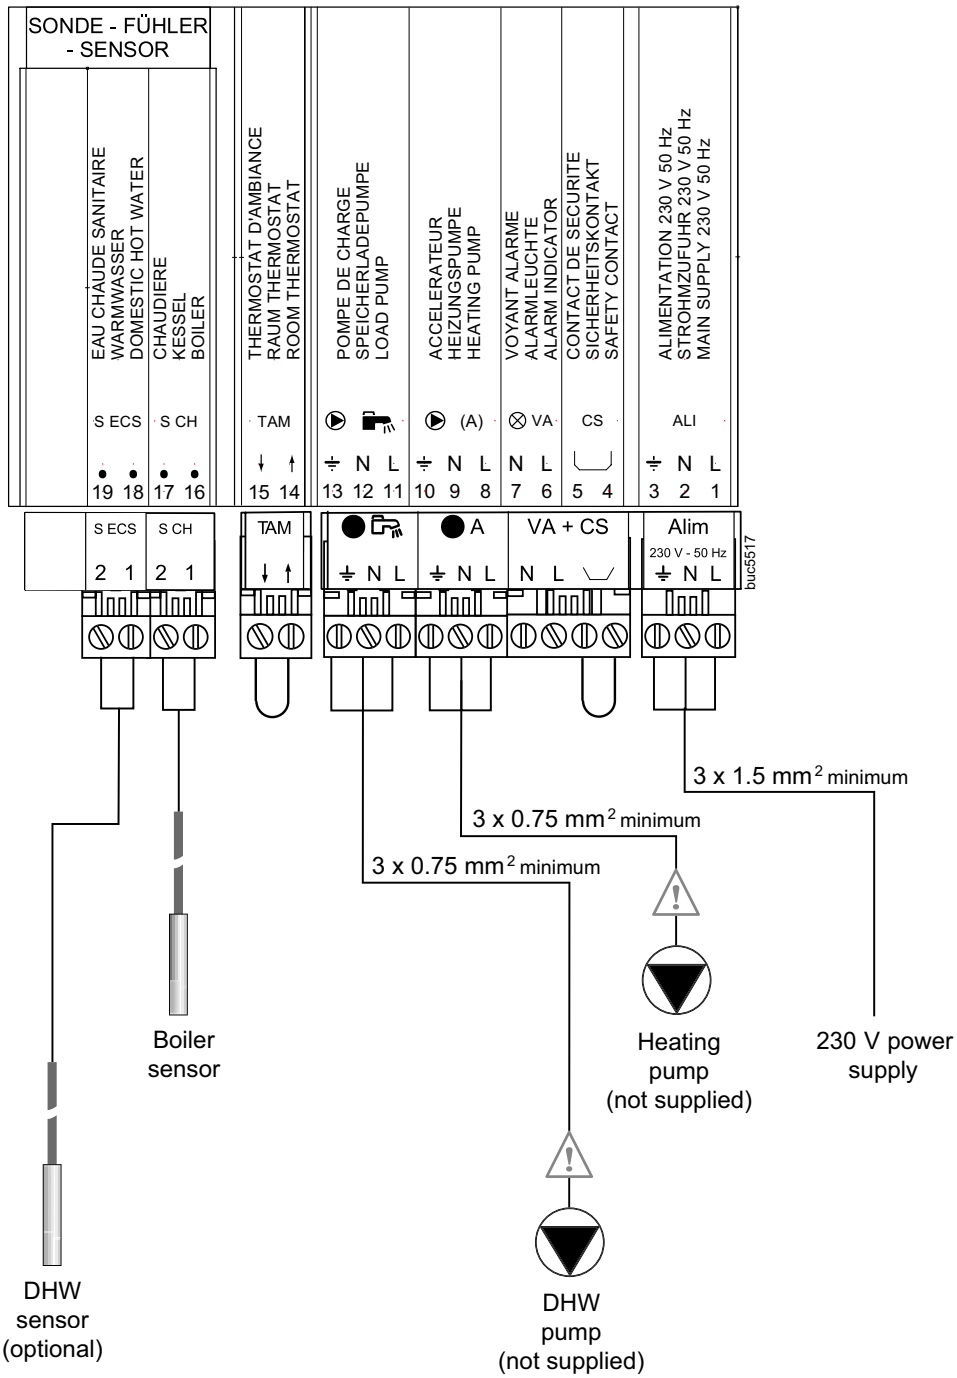 SONDE - FÜHLER
- SENSOR
EAU CHAUDE SANITAIRE
WARMWASSER
DOMESTIC HOT WATER
CHAUDIERE
KESSEL
BOILER
THERMOSTAT D'AMBIANCE
RAUM THERMOSTAT
ROOM THERMOSTAT
POMPE DE CHARGE
SPEICHERLADEPUMPE
LOAD PUMP
ACCELERATEUR
HEIZUNGSPUMPE
HEATING PUMP
VOYANT ALARME
ALARMLEUCHTE
ALARM INDICATOR
CONTACT DE SECURITE
SICHERHEITSKONTAKT
SAFETY CONTACT
ALIMENTATION 230 V 50 Hz
STROHMZUFUHR 230 V 50 Hz
MAIN SUPPLY 230 V 50 Hz
S ECS S CH TAM (A) VA CS ALI
N L N L N L N L
19 18 17 16 15 14 13 12 11 10 9 8 7 6 5 4 3 2 1
S ECS S CH TAM A VA + CS Alim
230 V - 50 Hz
2 1 2 1 N L N L N L N L
buc5517
3 x 1.5 mm² minimum
3 x 0.75 mm² minimum
3 x 0.75 mm² minimum
Boiler
sensor
Heating
pump
(not supplied)
230 V power
supply
DHW
sensor
(optional)
DHW
pump
(not supplied)